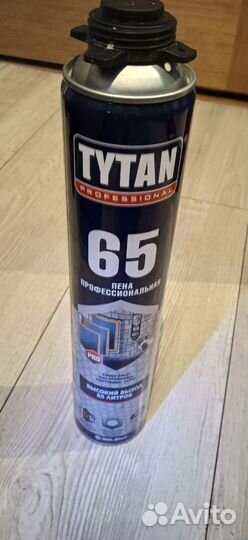 TYTAN
PROFESSIONAL
65
ПЕНА
ПРОФЕССИОНАЛЬНАЯ
PRO
ВЫСОКИЙ ВЫХОД
65 ЛИТРОВ
Avito